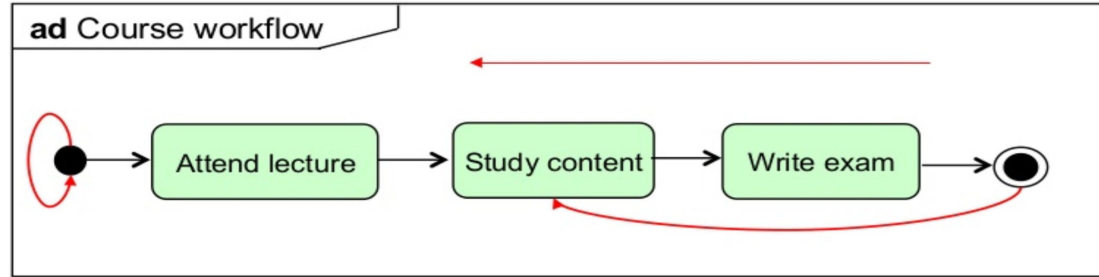 ad Course workflow
Attend lecture
Study content
Write exam